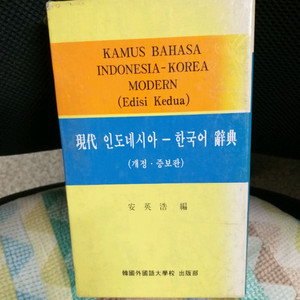 KAMUS BAHASA
INDONESIA-KOREA
MODERN
(Edisi Kedua)
現代 인도네시아 - 한국어 辭典
(개정·증보판)
安英浩 編
韓國外國語大學校 出版部